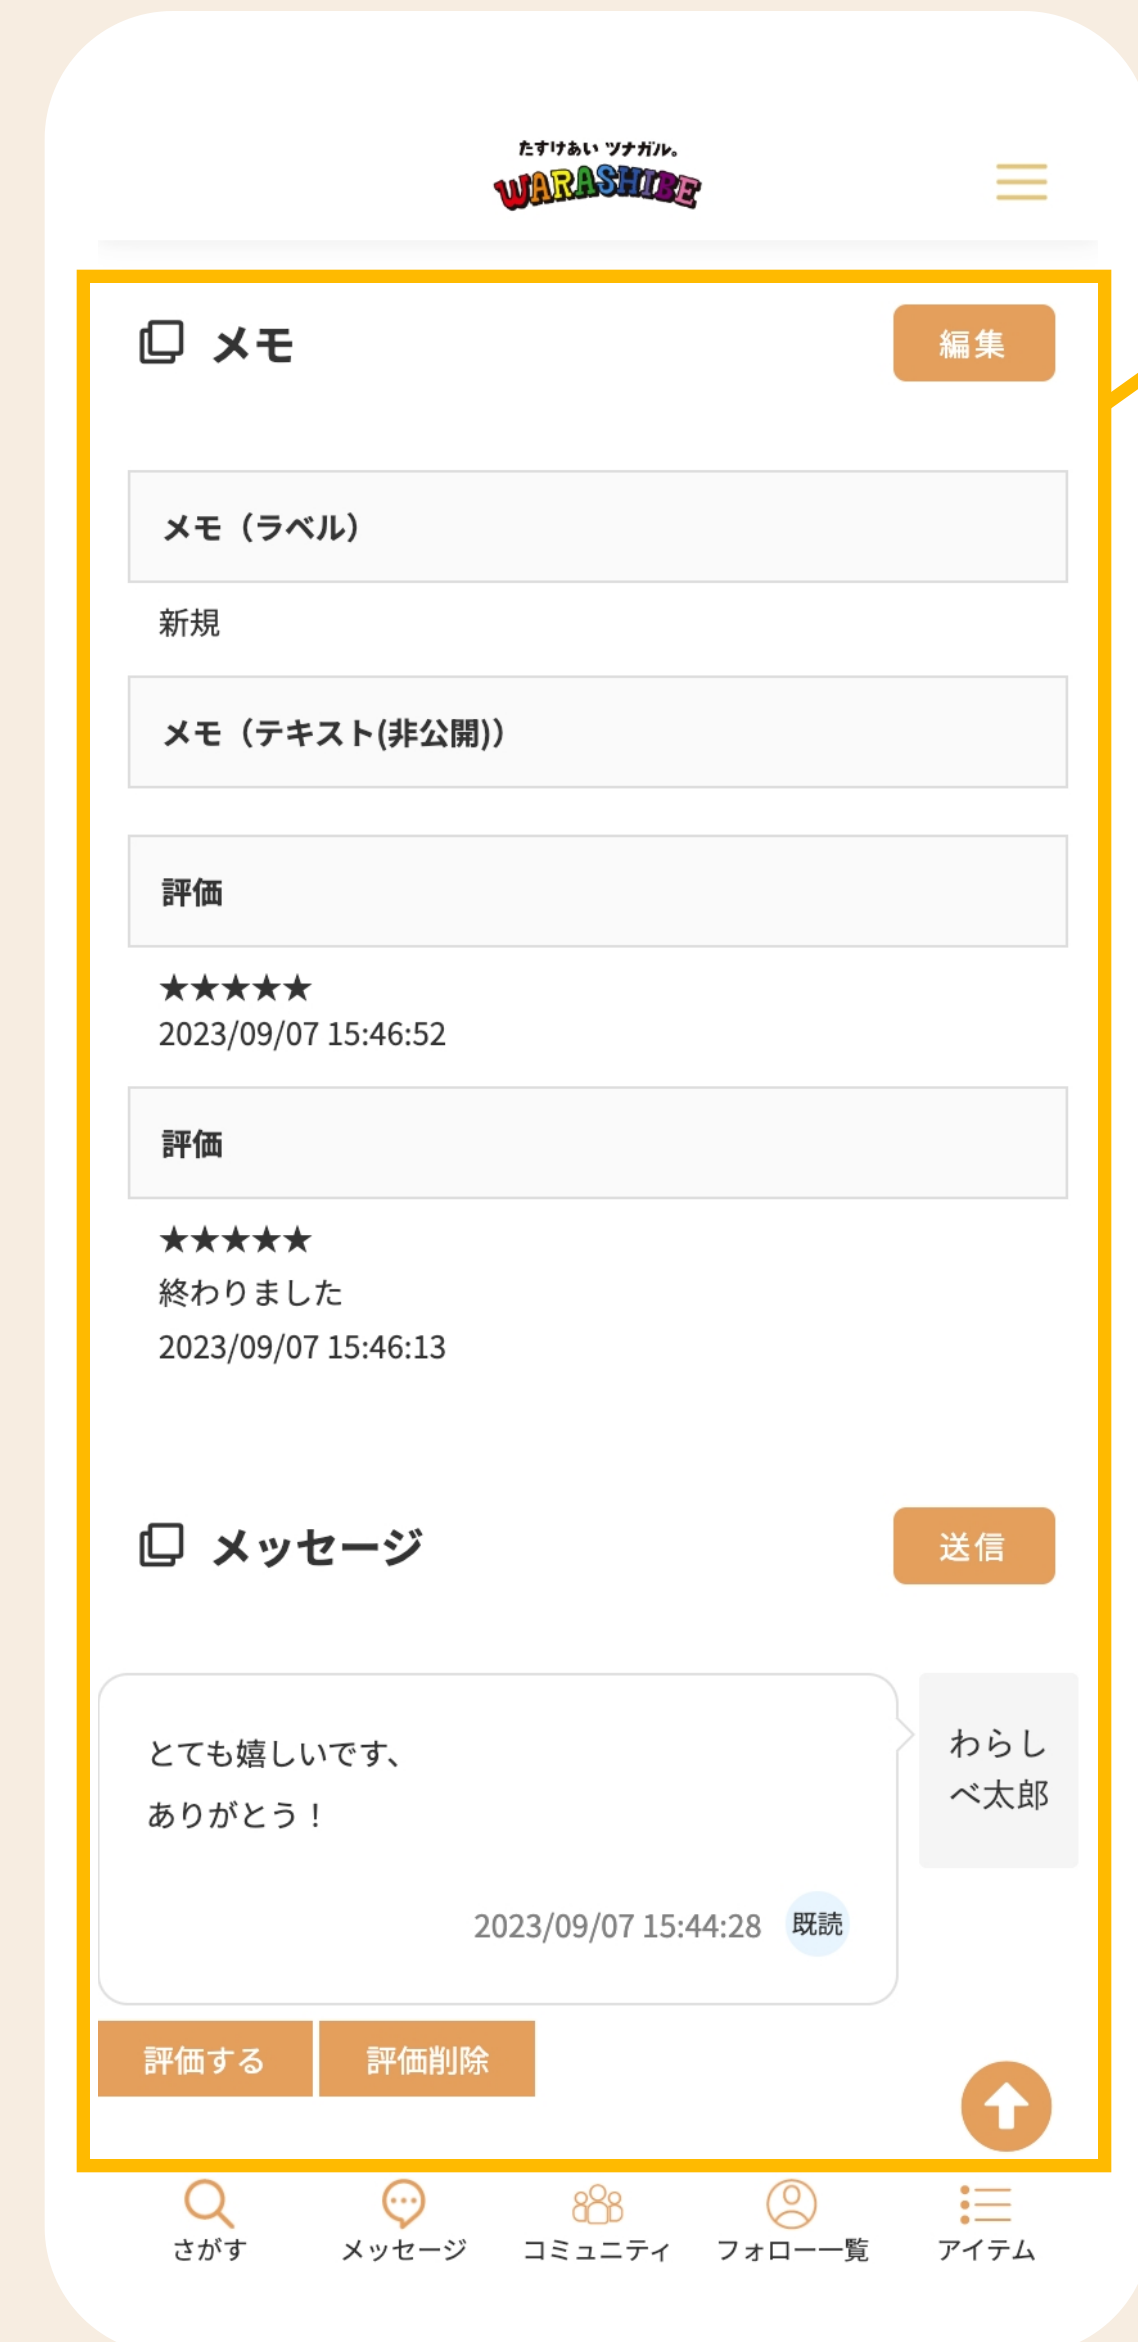 たすけあい ツナガル。
WARASHIBE
メモ
編集
メモ（ラベル）
新規
メモ（テキスト(非公開)）
評価
★★★★★
2023/09/07 15:46:52
評価
★★★★★
終わりました
2023/09/07 15:46:13
メッセージ
送信
とても嬉しいです、
ありがとう！
2023/09/07 15:44:28 既読
わらし
べ太郎
評価する 評価削除
さがす メッセージ コミュニティ フォロー一覧 アイテム